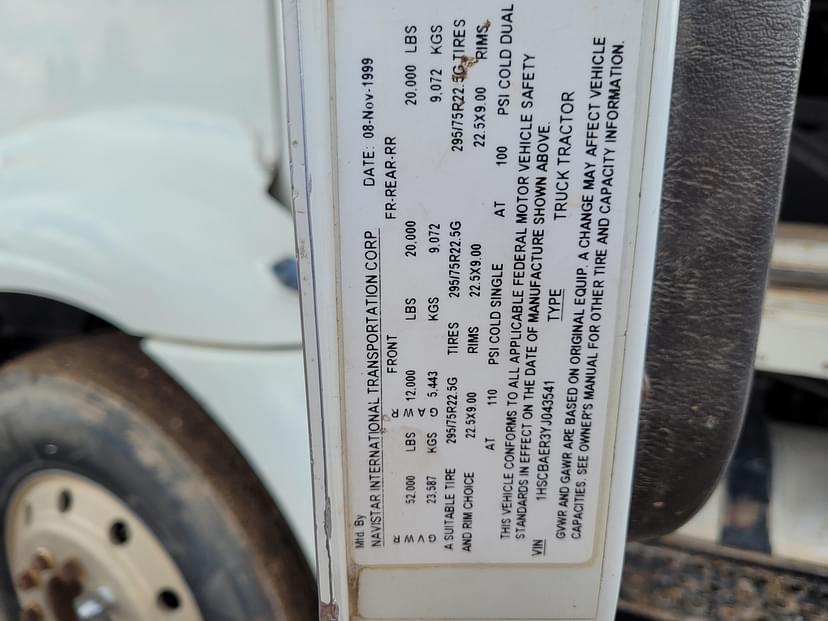 Mfd. By
NAVISTAR INTERNATIONAL TRANSPORTATION CORP DATE: 08-Nov-1999
FRONT FR-REAR-RR
GVWR 52,000 LBS GAWR 12,000 LBS 20,000 20,000 LBS
23,587 KGS 5,443 KGS 9,072 9,072 KGS
A SUITABLE TIRE 295/75R22.5G TIRES 295/75R22.5G 295/75R22.5G TIRES
AND RIM CHOICE 22.5X9.00 RIMS 22.5X9.00 22.5X9.00 RIMS
AT 110 PSI COLD SINGLE AT 100 PSI COLD DUAL
THIS VEHICLE CONFORMS TO ALL APPLICABLE FEDERAL MOTOR VEHICLE SAFETY
STANDARDS IN EFFECT ON THE DATE OF MANUFACTURE SHOWN ABOVE.
VIN 1HSCBAER3YJ043541 TYPE TRUCK TRACTOR
GVWR AND GAWR ARE BASED ON ORIGINAL EQUIP. A CHANGE MAY AFFECT VEHICLE
CAPACITIES. SEE OWNER'S MANUAL FOR OTHER TIRE AND CAPACITY INFORMATION.